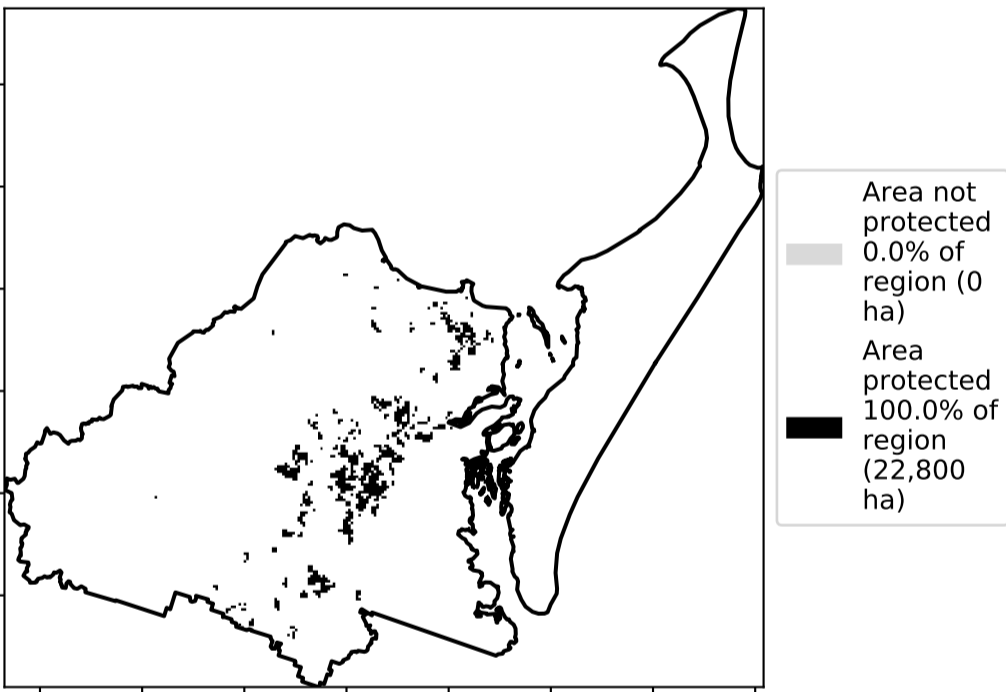 Area not
protected
0.0% of
region (0
ha)
Area
protected
100.0% of
region
(22,800
ha)